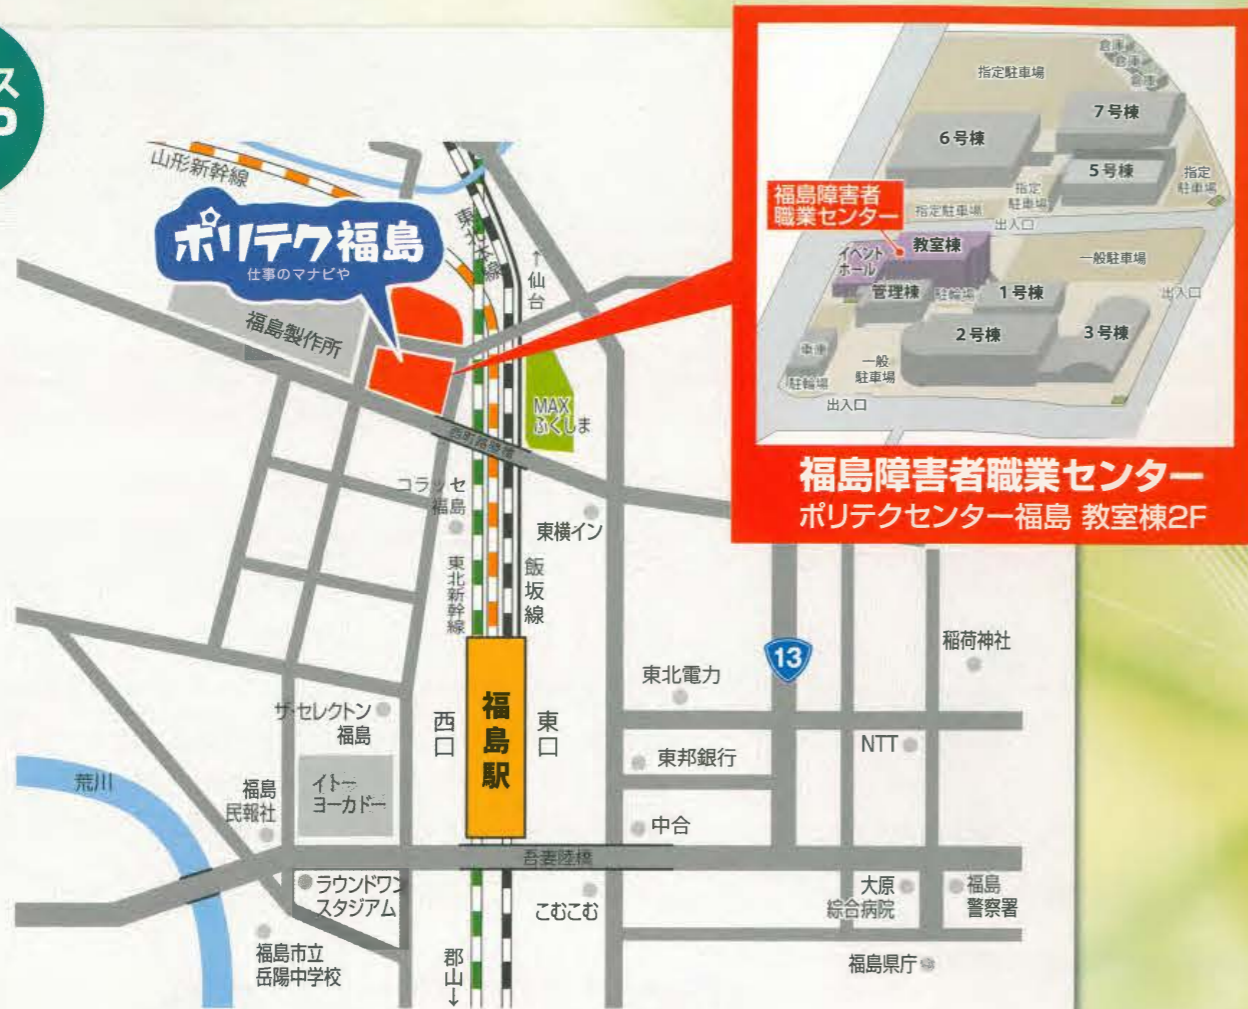 ス
山形新幹線
ポリテク福島
仕事のマナビや
東北本線
↑仙台
福島製作所
MAX
ふくしま
コラッセ
福島
東横イン
東北新幹線
飯坂線
福島駅
西口
東口
ザ・セレクトン
福島
イトー
ヨーカドー
荒川
福島
民報社
吾妻陸橋
ラウンドワン
スタジアム
こむこむ
福島市立
岳陽中学校
郡山↓
13
稲荷神社
東北電力
NTT
東邦銀行
中合
大原
綜合病院
福島
警察署
福島県庁
倉庫
倉庫
倉庫
指定駐車場
7号棟
6号棟
5号棟
指定
駐車場
指定
駐車場
福島障害者
職業センター
指定駐車場
出入口
教室棟
イベント
ホール
一般駐車場
管理棟
駐輪場
1号棟
出入口
2号棟
3号棟
車庫
駐輪場
一般
駐車場
出入口
福島障害者職業センター
ポリテクセンター福島 教室棟2F